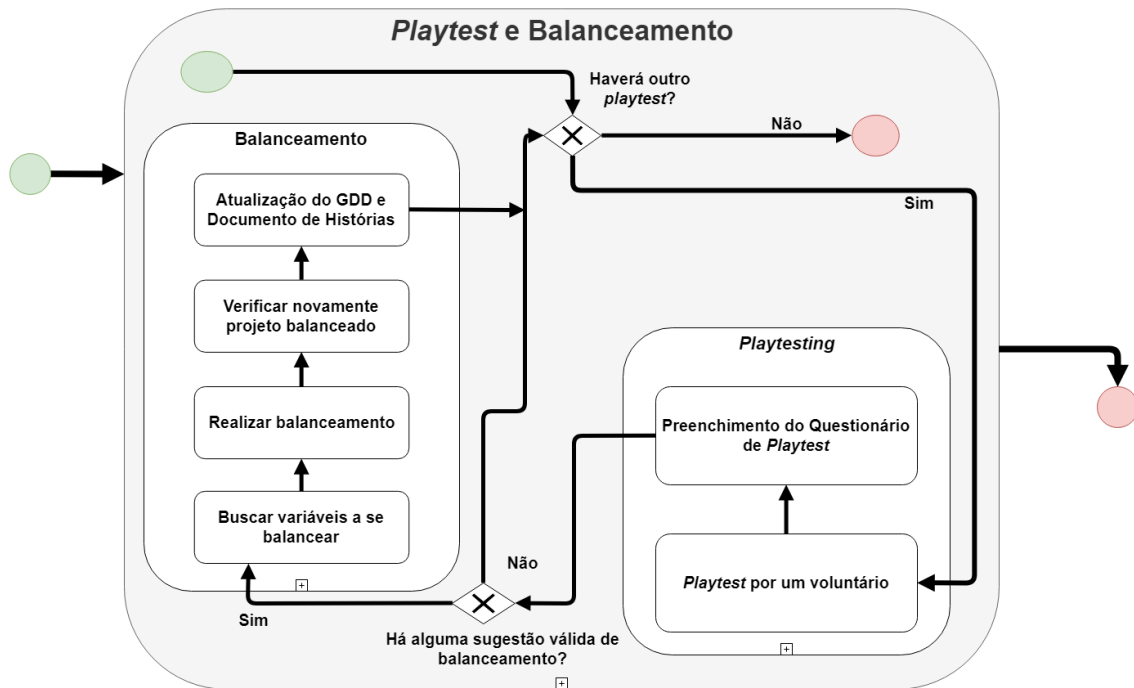 Playtest e Balanceamento
Haverá outro
playtest?
Não
Sim
Balanceamento
Atualização do GDD e
Documento de Histórias
Verificar novamente
projeto balanceado
Realizar balanceamento
Buscar variáveis a se
balancear
Sim
Não
Há alguma sugestão válida de
balanceamento?
Playtesting
Preenchimento do Questionário
de Playtest
Playtest por um voluntário